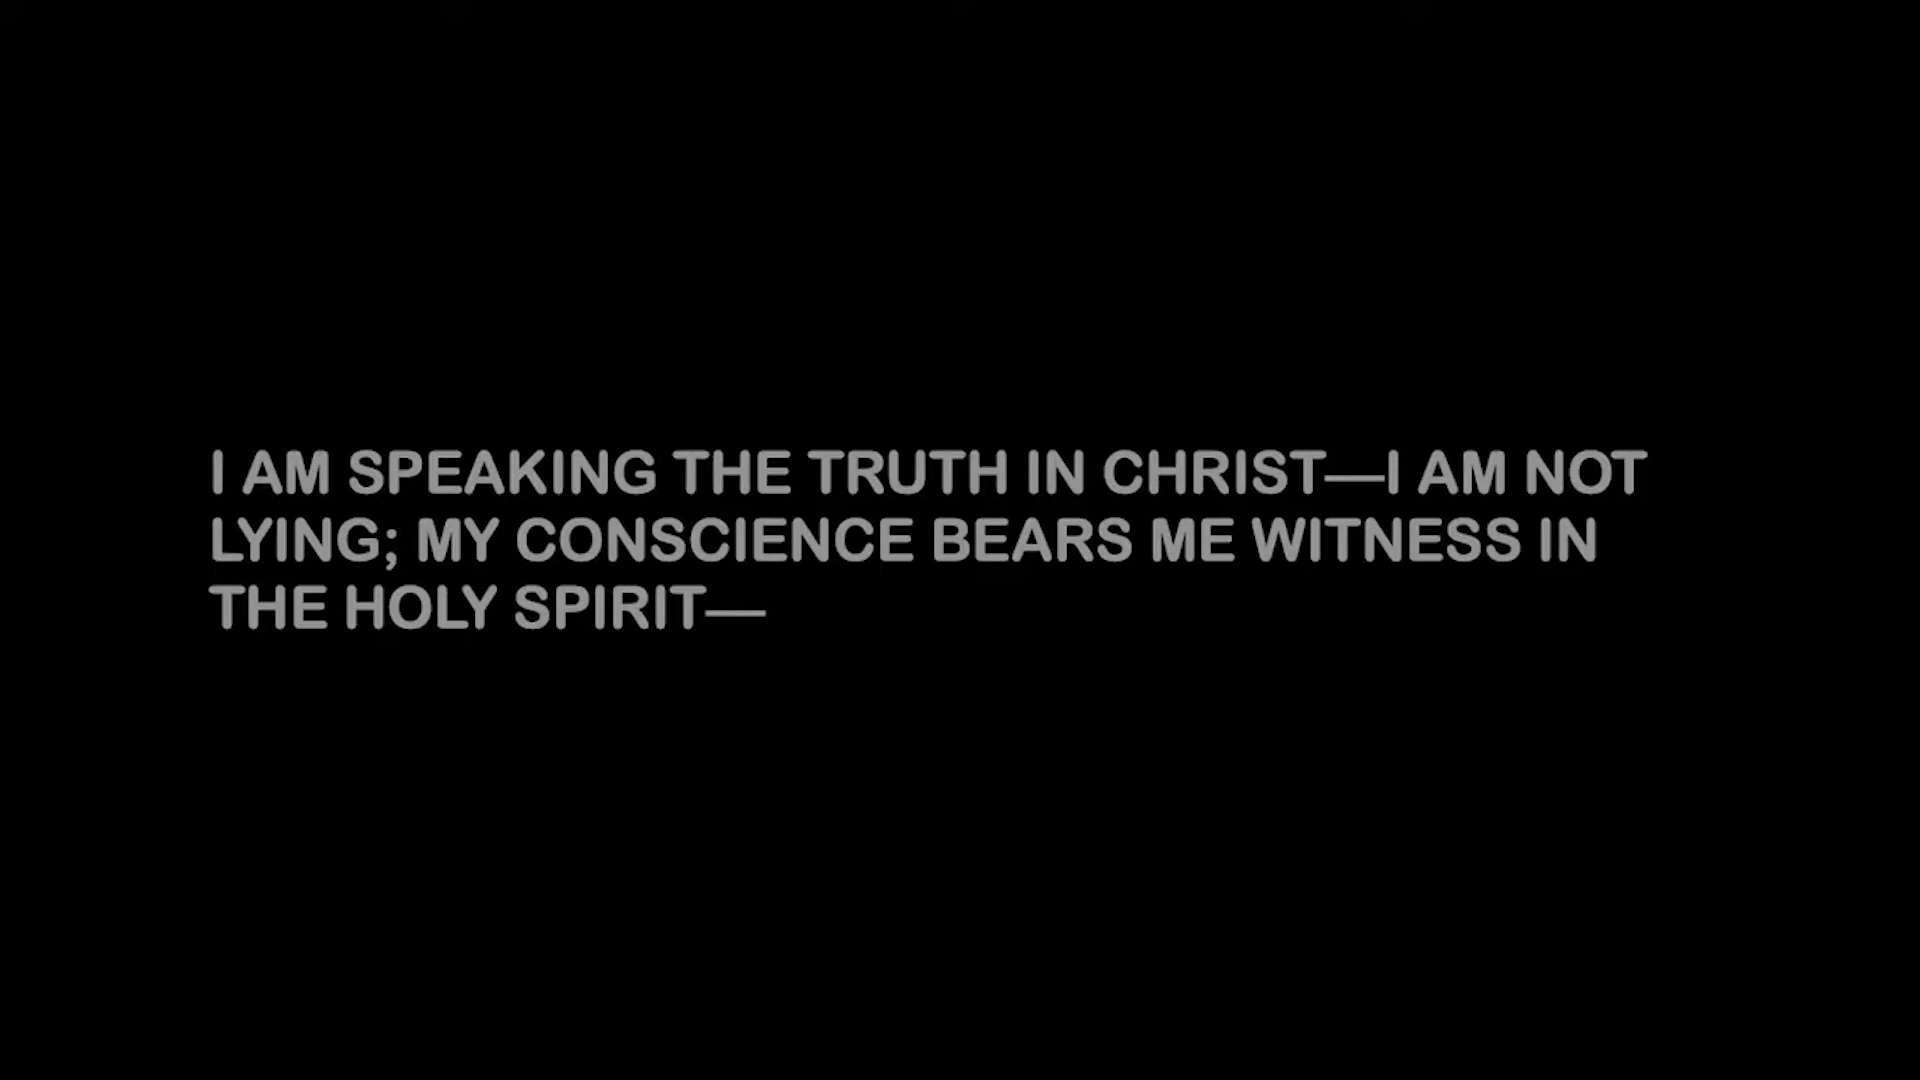 I AM SPEAKING THE TRUTH IN CHRIST—I AM NOT
LYING; MY CONSCIENCE BEARS ME WITNESS IN
THE HOLY SPIRIT—